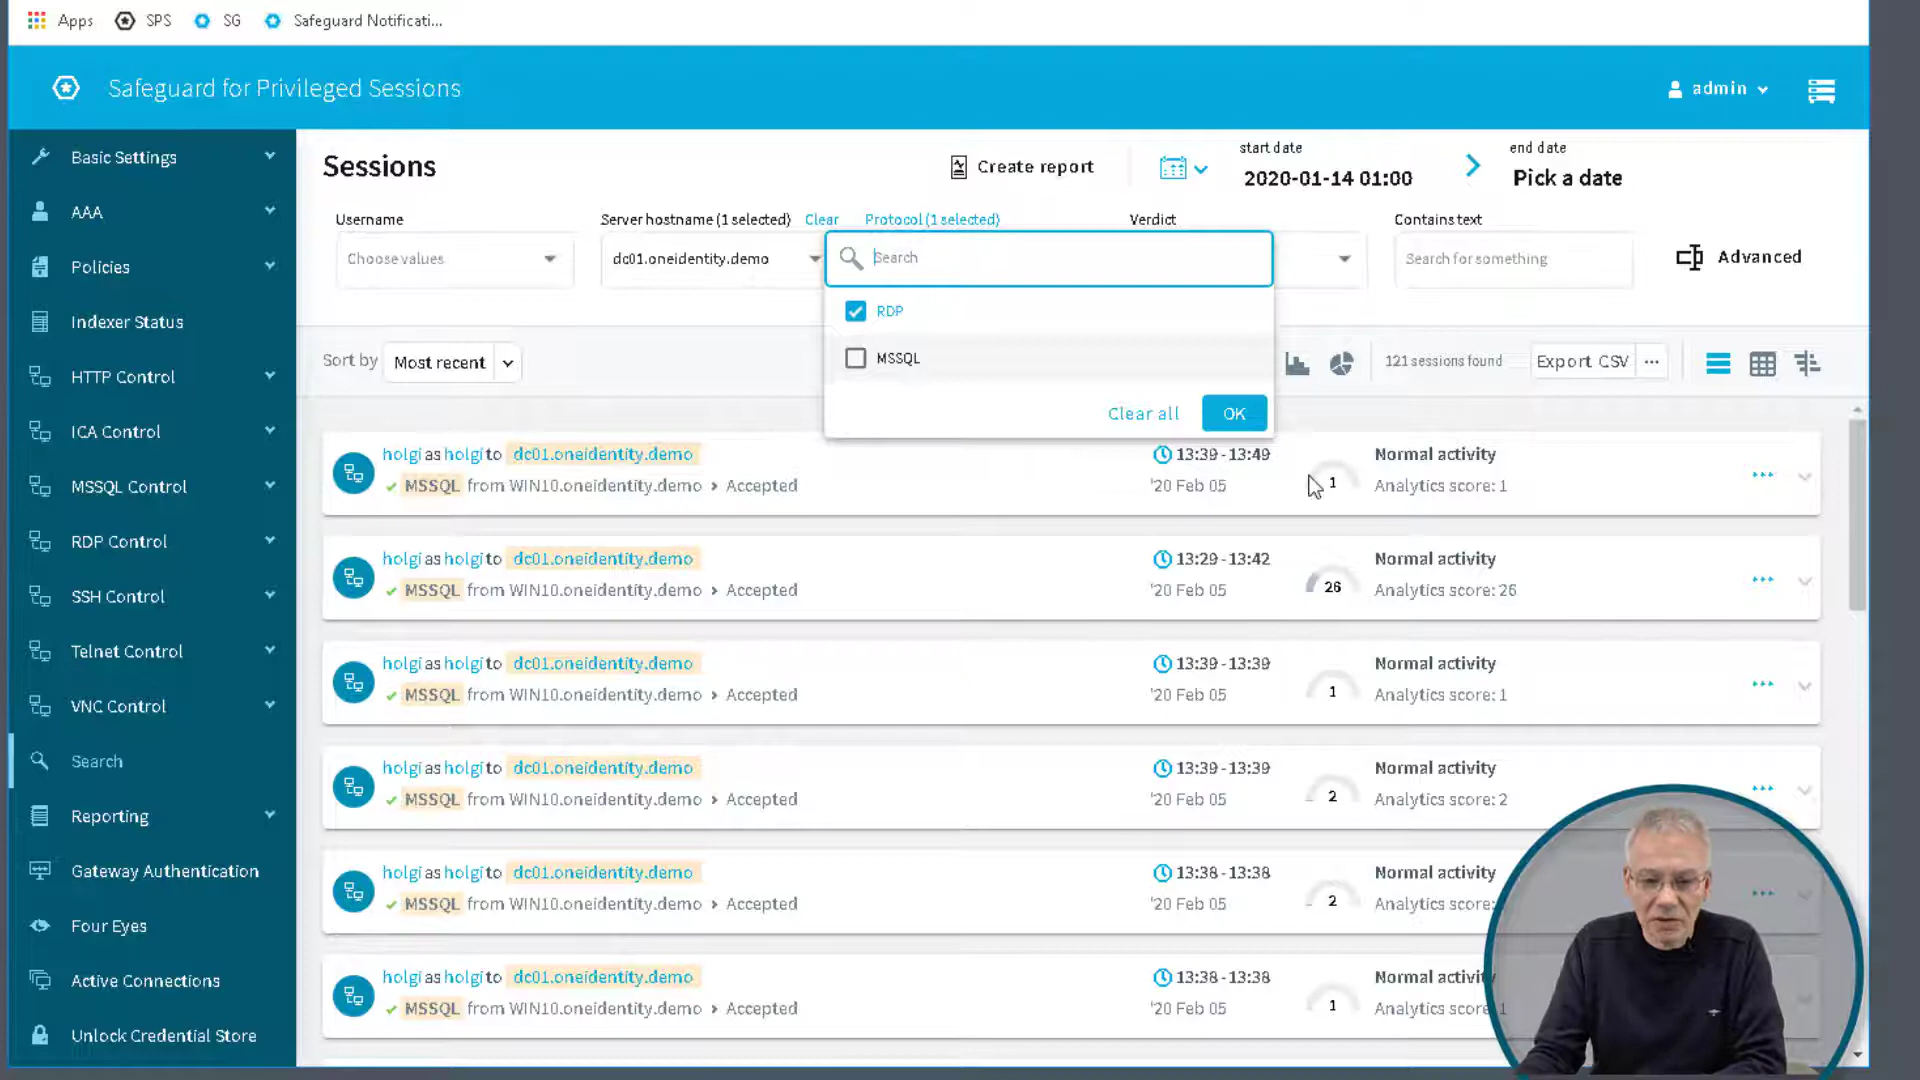 Apps SPS SG Safeguard Notificati...
Safeguard for Privileged Sessions
admin
Basic Settings
AAA
Policies
Indexer Status
HTTP Control
ICA Control
MSSQL Control
RDP Control
SSH Control
Telnet Control
VNC Control
Search
Reporting
Gateway Authentication
Four Eyes
Active Connections
Unlock Credential Store
Sessions
Create report
start date
2020-01-14 01:00
end date
Pick a date
Username
Choose values
Server hostname (1 selected) Clear
dc01.oneidentity.demo
Protocol (1 selected)
Search
RDP
MSSQL
Clear all OK
Verdict
Contains text
Search for something
Advanced
Sort by Most recent
121 sessions found
Export CSV ...
holgi as holgi to dc01.oneidentity.demo 13:39 - 13:49 Normal activity
MSSQL from WIN10.oneidentity.demo > Accepted '20 Feb 05 1 Analytics score: 1
holgi as holgi to dc01.oneidentity.demo 13:29 - 13:42 Normal activity
MSSQL from WIN10.oneidentity.demo > Accepted '20 Feb 05 26 Analytics score: 26
holgi as holgi to dc01.oneidentity.demo 13:39 - 13:39 Normal activity
MSSQL from WIN10.oneidentity.demo > Accepted '20 Feb 05 1 Analytics score: 1
holgi as holgi to dc01.oneidentity.demo 13:39 - 13:39 Normal activity
MSSQL from WIN10.oneidentity.demo > Accepted '20 Feb 05 2 Analytics score: 2
holgi as holgi to dc01.oneidentity.demo 13:38 - 13:38 Normal activity
MSSQL from WIN10.oneidentity.demo > Accepted '20 Feb 05 2 Analytics score:
holgi as holgi to dc01.oneidentity.demo 13:38 - 13:38 Normal activity
MSSQL from WIN10.oneidentity.demo > Accepted '20 Feb 05 1 Analytics score: 1